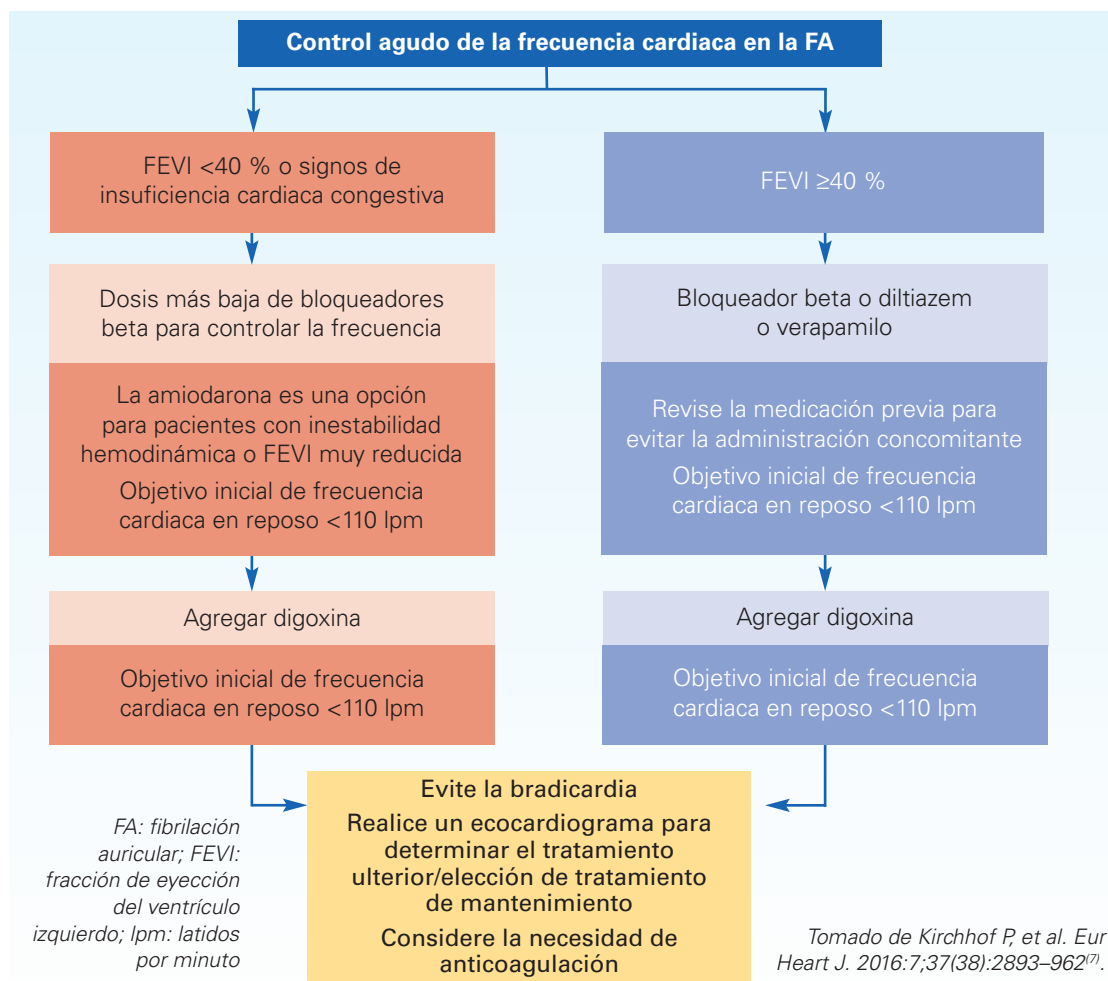 Control agudo de la frecuencia cardiaca en la FA
FEVI <40 % o signos de
insuficiencia cardiaca congestiva
Dosis más baja de bloqueadores
beta para controlar la frecuencia
La amiodarona es una opción
para pacientes con inestabilidad
hemodinámica o FEVI muy reducida
Objetivo inicial de frecuencia
cardiaca en reposo <110 lpm
Agregar digoxina
Objetivo inicial de frecuencia
cardiaca en reposo <110 lpm
FEVI ≥40 %
Bloqueador beta o diltiazem
o verapamilo
Revise la medicación previa para
evitar la administración concomitante
Objetivo inicial de frecuencia
cardiaca en reposo <110 lpm
Agregar digoxina
Objetivo inicial de frecuencia
cardiaca en reposo <110 lpm
Evite la bradicardia
Realice un ecocardiograma para
determinar el tratamiento
ulterior/elección de tratamiento
de mantenimiento
Considere la necesidad de
anticoagulación
FA: fibrilación
auricular; FEVI:
fracción de eyección
del ventrículo
izquierdo; lpm: latidos
por minuto
Tomado de Kirchhof P, et al. Eur
Heart J. 2016:7;37(38):2893–962(7).